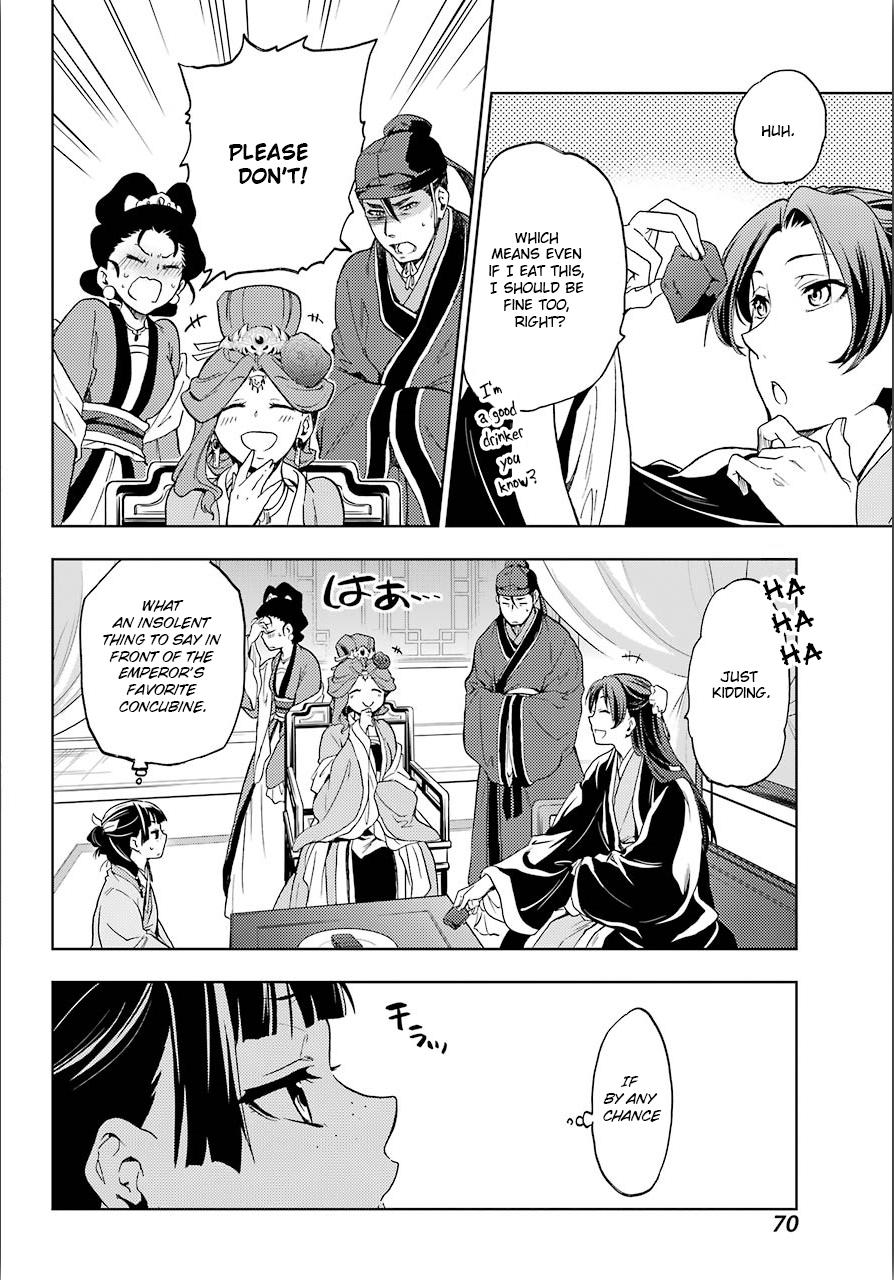 HUH.
WHICH
MEANS EVEN
IF I EAT THIS,
I SHOULD BE
FINE TOO,
RIGHT?
I'm
a good
drinker
you
know?
PLEASE
DON'T!
HA
HA
HA
JUST
KIDDING.
はあ…
WHAT
AN INSOLENT
THING TO SAY IN
FRONT OF THE
EMPEROR'S
FAVORITE
CONCUBINE.
IF
BY ANY
CHANCE
チラッ
70